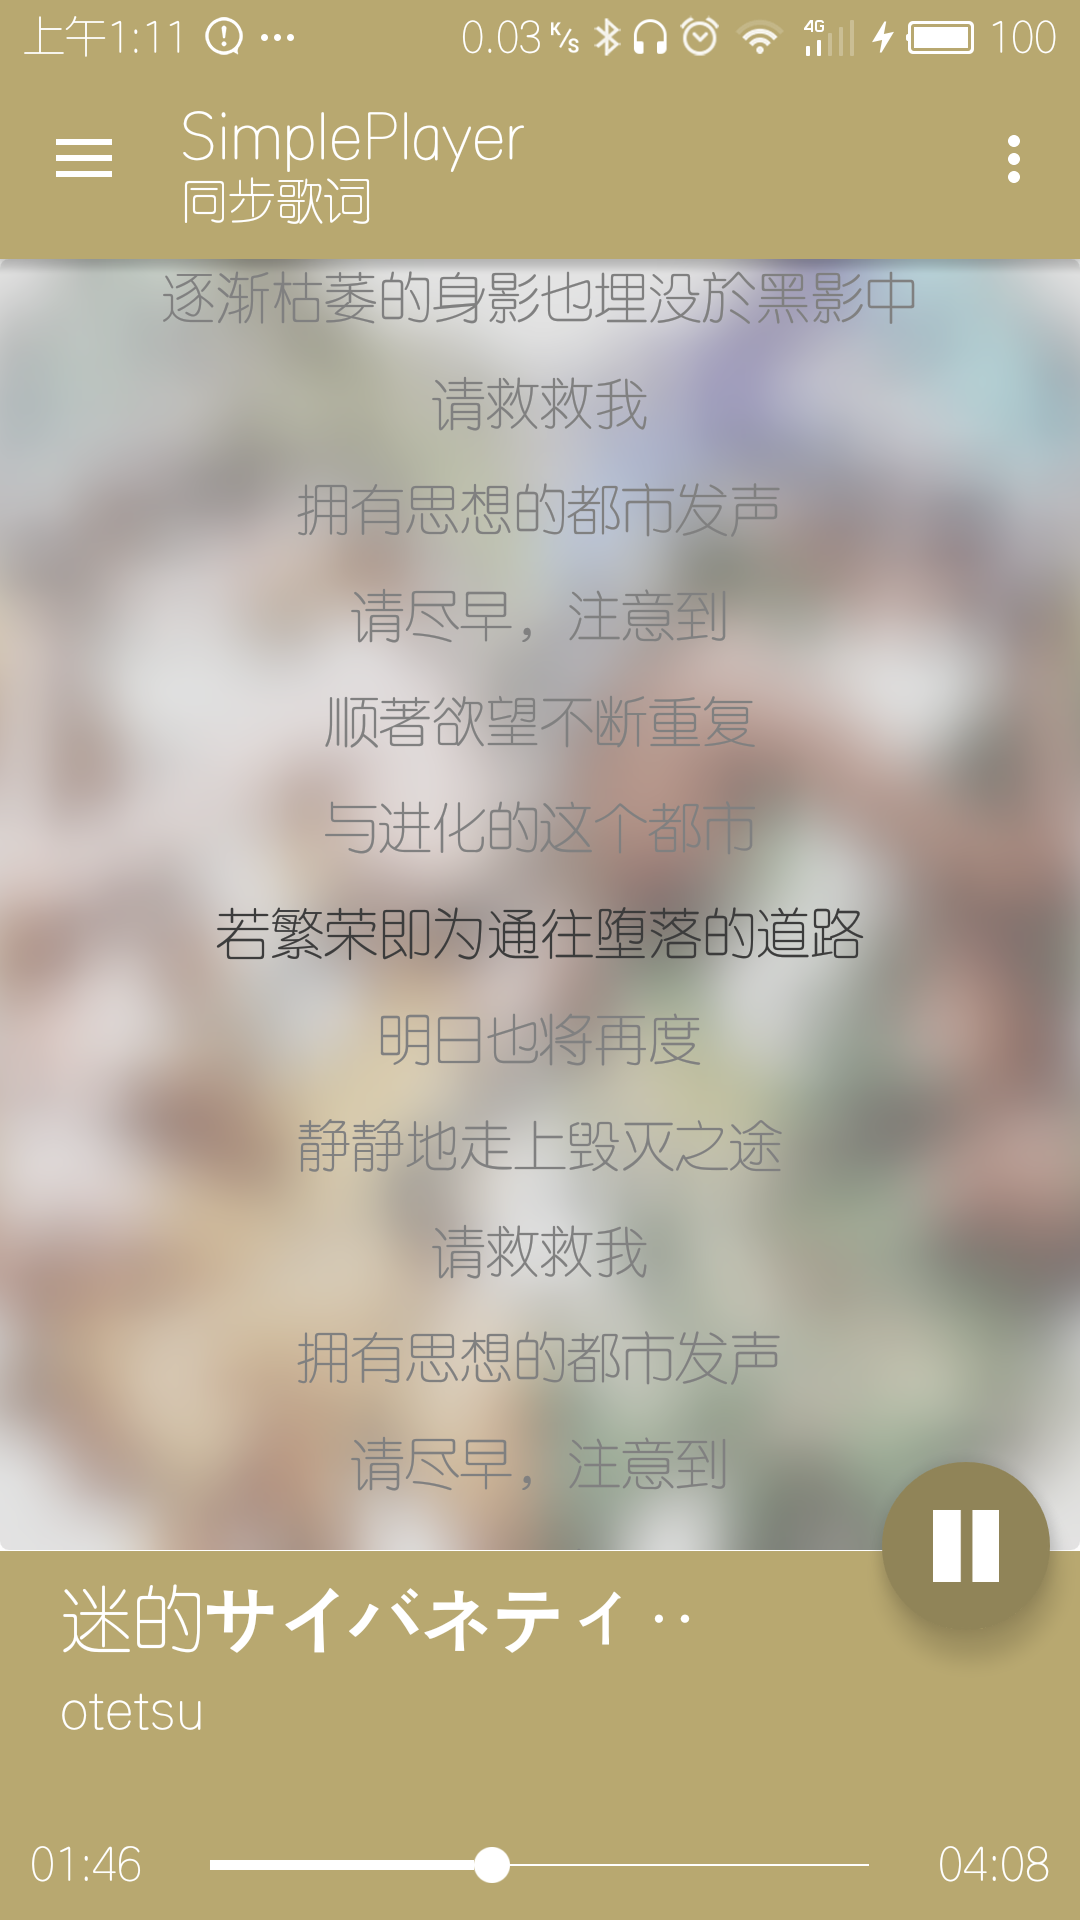 上午1:11 ... 0.03 K/s 4G 100
SimplePlayer
同步歌词
逐渐枯萎的身影也埋没於黑影中
请救救我
拥有思想的都市发声
请尽早，注意到
顺著欲望不断重复
与进化的这个都市
若繁荣即为通往堕落的道路
明日也将再度
静静地走上毁灭之途
请救救我
拥有思想的都市发声
请尽早，注意到
迷的サイバネティ··
otetsu
01:46 04:08